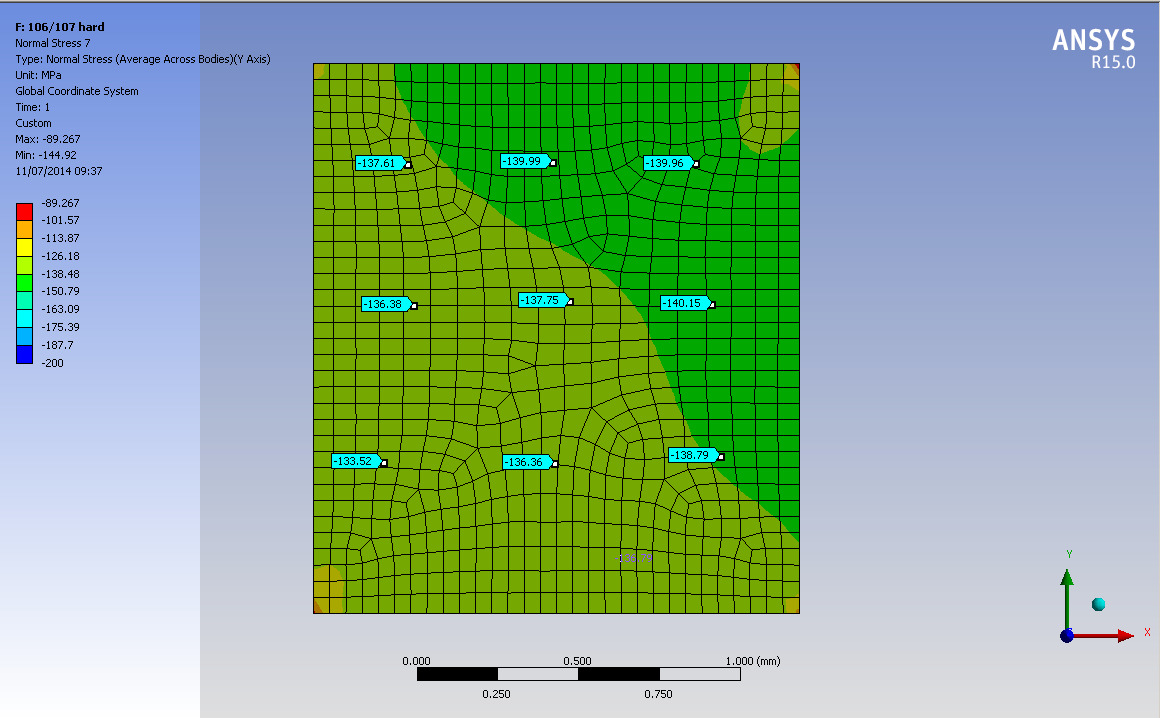 F: 106/107 hard
Normal Stress 7
Type: Normal Stress (Average Across Bodies)(Y Axis)
Unit: MPa
Global Coordinate System
Time: 1
Custom
Max: -89.267
Min: -144.92
11/07/2014 09:37
ANSYS
R15.0
-89.267
-101.57
-113.87
-126.18
-138.48
-150.79
-163.09
-175.39
-187.7
-200
-137.61
-139.99
-139.96
-136.38
-137.75
-140.15
-133.52
-136.36
-138.79
Y
X
0.000
0.500
1.000 (mm)
0.250
0.750